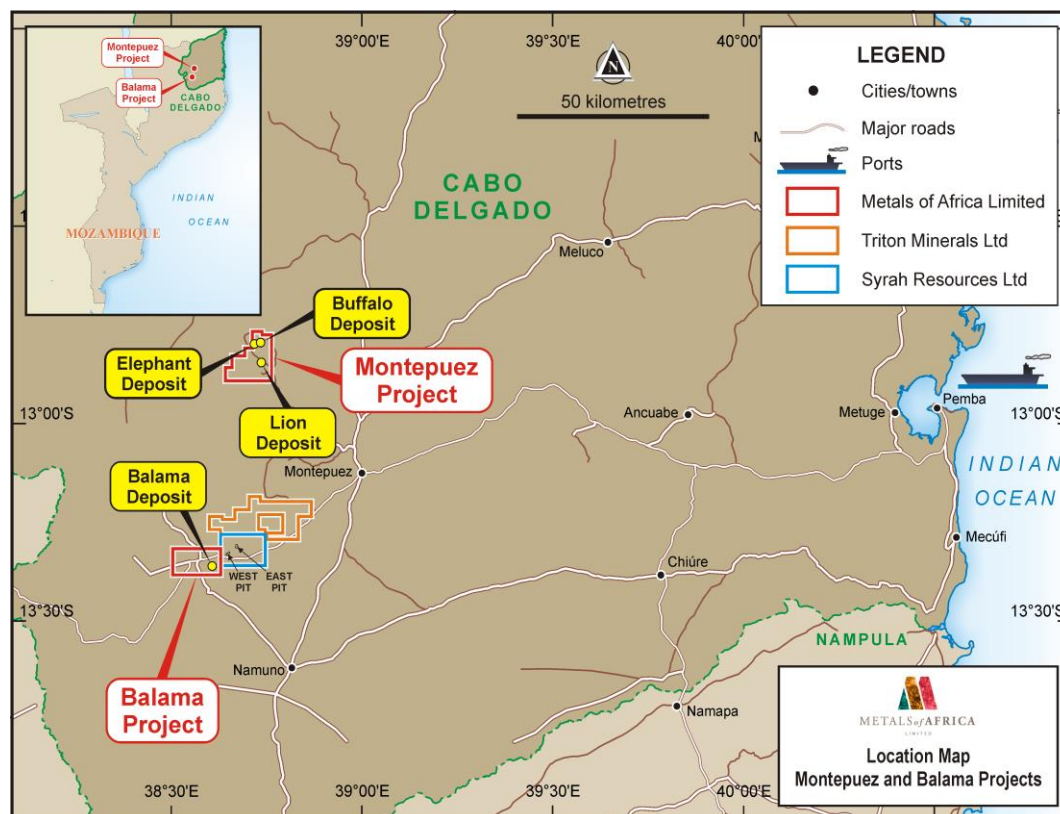 39°00'E
39°30'E
40°00'
Montepuez
Project
Balama
Project
CABO
DELGADO
INDIAN
OCEAN
MOZAMBIQUE
N
50 kilometres
LEGEND
Cities/towns
Major roads
Ports
Metals of Africa Limited
Triton Minerals Ltd
Syrah Resources Ltd
CABO
DELGADO
Meluco
Buffalo
Deposit
Elephant
Deposit
Montepuez
Project
Lion
Deposit
13°00'S
Ancuabe
Metuge
Pemba
13°00'S
Montepuez
INDIAN
OCEAN
Balama
Deposit
Mecúfi
WEST
PIT
EAST
PIT
Chiúre
13°30'S
13°30'S
NAMPULA
Namuno
Balama
Project
Namapa
METALS of AFRICA
LIMITED
Location Map
Montepuez and Balama Projects
38°30'E
39°00'E
39°30'E
40°00'E